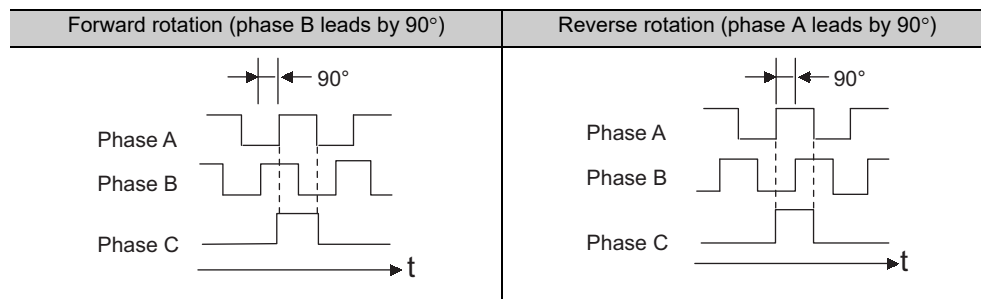 Forward rotation (phase B leads by 90°)
Reverse rotation (phase A leads by 90°)
90°
Phase A
Phase B
Phase C
t
90°
Phase A
Phase B
Phase C
t